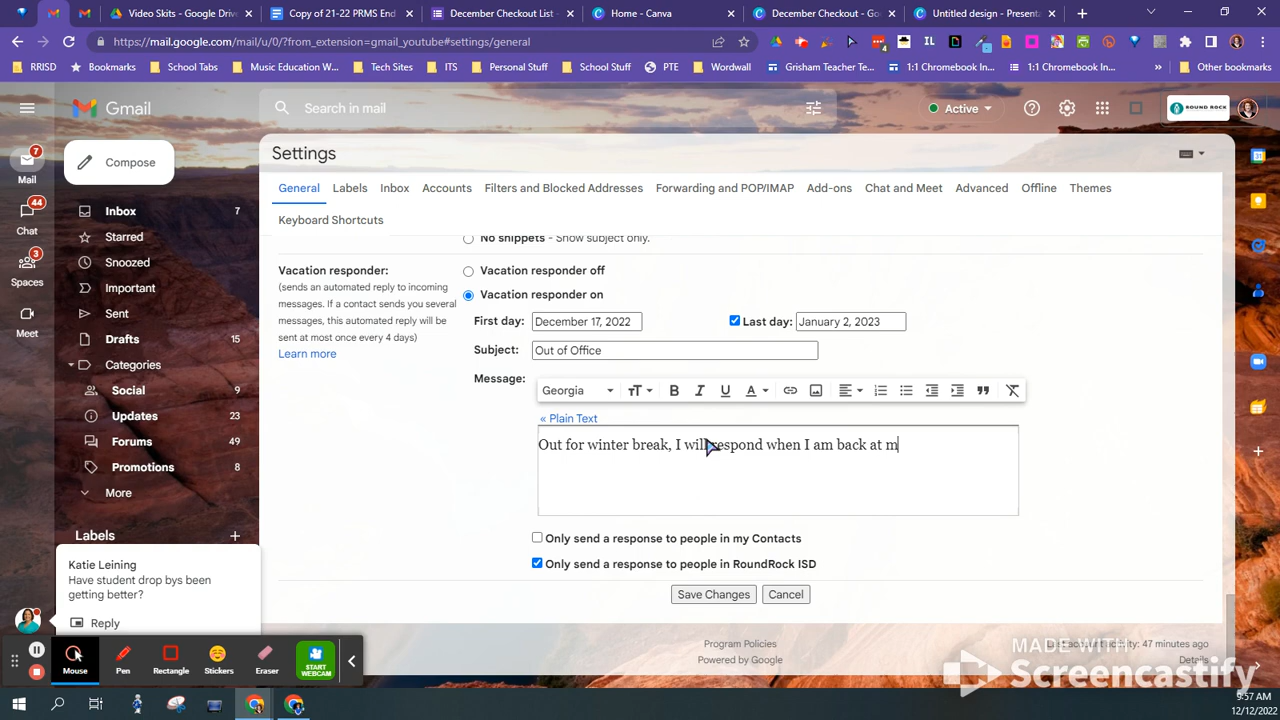 Video Skits - Google Driv
Copy of 21-22 PRMS End
December Checkout List -
Home - Canva
December Checkout - Go
Untitled design - Presenta
https://mail.google.com/mail/u/0/?from_extension=gmail_youtube#settings/general
RRISD
Bookmarks
School Tabs
Music Education W...
Tech Sites
ITS
Personal Stuff
School Stuff
PTE
Wordwall
Grisham Teacher Te...
1:1 Chromebook In...
1:1 Chromebook In...
»
Other bookmarks
Gmail
Search in mail
Active
ROUND ROCK
7
Mail
44
Chat
3
Spaces
Meet
Compose
Inbox 7
Starred
Snoozed
Important
Sent
Drafts 15
Categories
Social 9
Updates 23
Forums 3
Promotions 8
More
Labels
Katie Leining
Have student drop bys been
getting better?
Reply
Settings
General
Labels
Inbox
Accounts
Filters and Blocked Addresses
Forwarding and POP/IMAP
Add-ons
Chat and Meet
Advanced
Offline
Themes
Keyboard Shortcuts
No snippets - Show subject only.
Vacation responder:
(sends an automated reply to incoming
messages. If a contact sends you several
messages, this automated reply will be
sent at most once every 4 days)
Learn more
Vacation responder off
Vacation responder on
First day: December 17, 2022
Last day: January 2, 2023
Subject: Out of Office
Message:
Georgia
« Plain Text
Out for winter break, I will respond when I am back at m
Only send a response to people in my Contacts
Only send a response to people in RoundRock ISD
Save Changes
Cancel
Program Policies
Powered by Google
account activity: 47 minutes ago
Details
MADE WITH
Screencastify
Mouse
Pen
Rectangle
Stickers
Eraser
START
WEBCAM
9:57 AM
12/12/2022